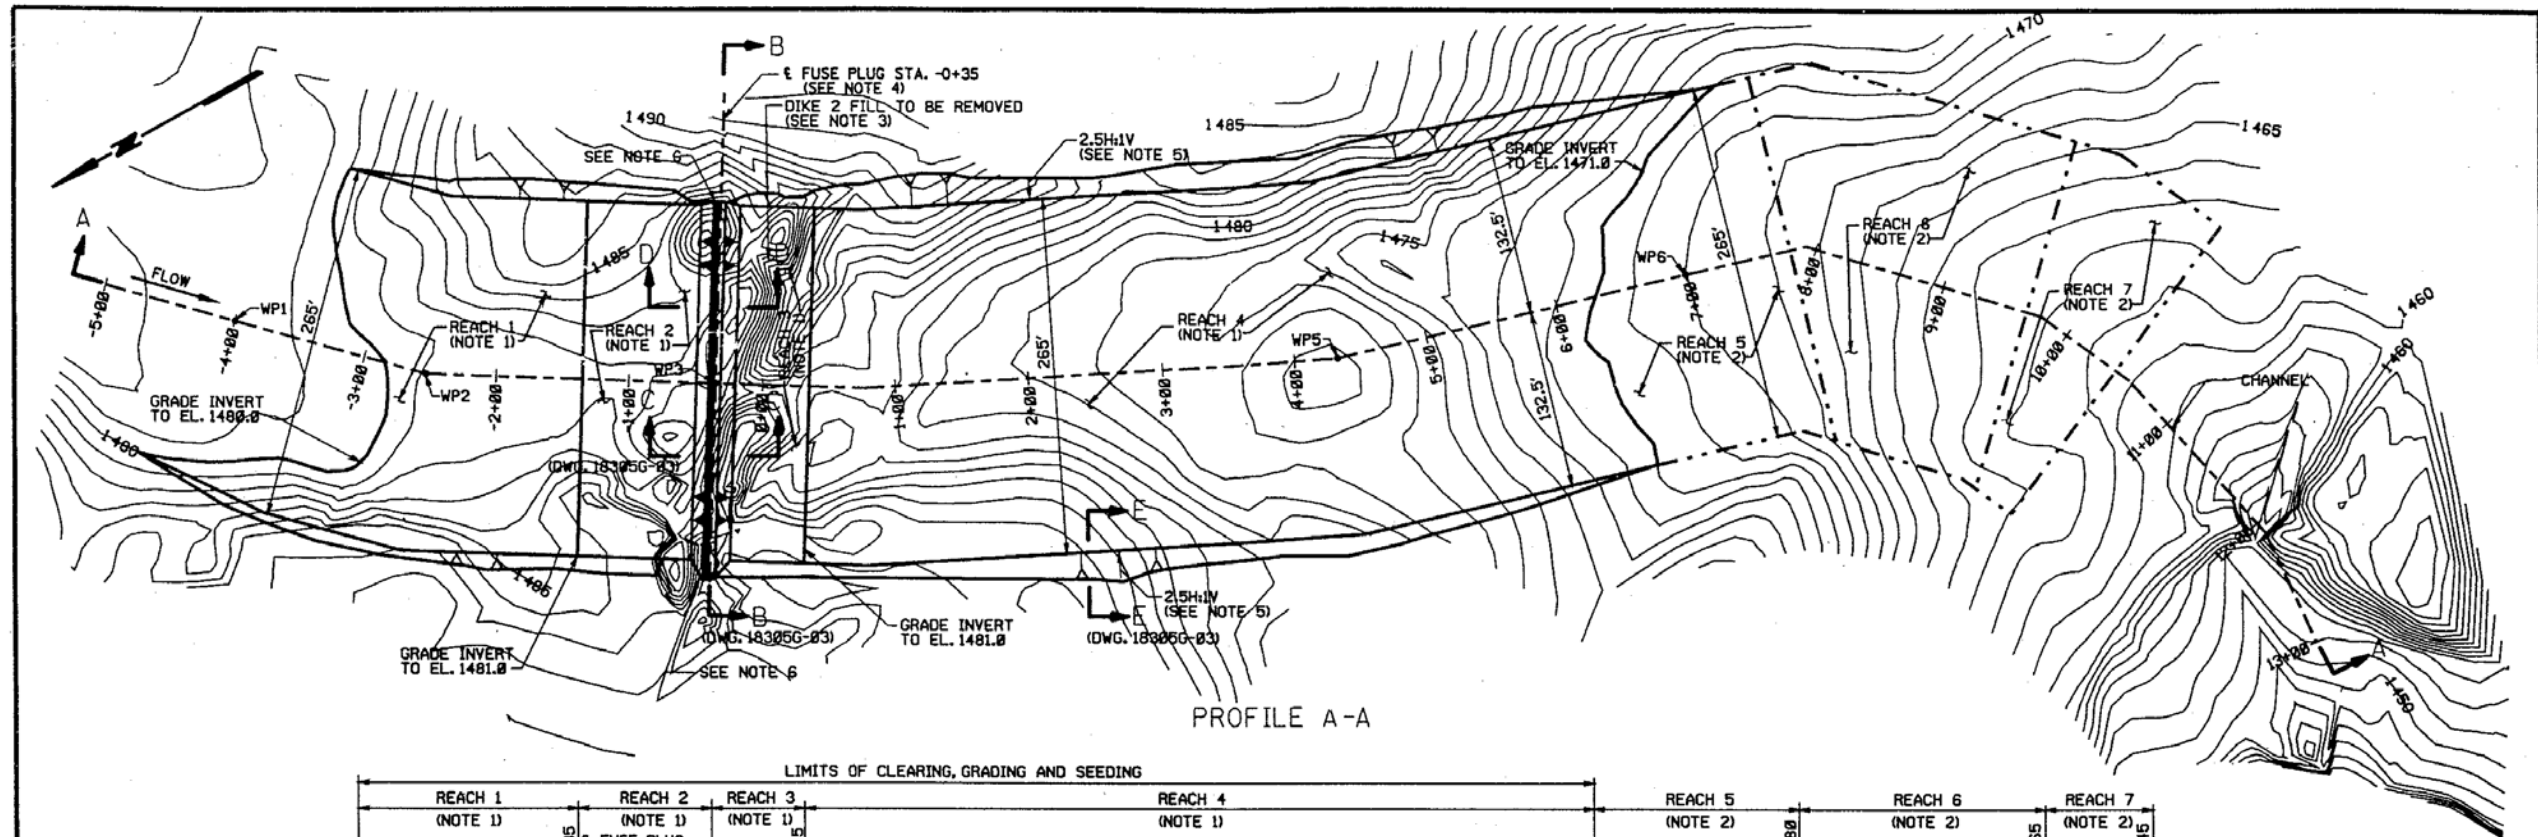 1470
B
℄ FUSE PLUG STA. -0+35
(SEE NOTE 4)
DIKE 2 FILL TO BE REMOVED
(SEE NOTE 3)
1490
1485
1465
2.5H:1V
(SEE NOTE 5)
SEE NOTE 6
GRADE INVERT
TO EL. 1471.0
N
A
FLOW
1485
D
1480
1475
132.5'
265'
WP6
REACH 6
(NOTE 2)
-5+00
-4+00
WP1
265'
REACH 1
(NOTE 1)
REACH 2
(NOTE 1)
REACH 4
(NOTE 1)
WP5
7+00
8+00
9+00
REACH 7
(NOTE 2)
1460
1460
REACH 5
(NOTE 2)
-3+00
WP2
-2+00
-1+00
WP3
C
0+00
1+00
2+00
265'
3+00
4+00
5+00
6+00
132.5'
10+00
CHANNEL
11+00
GRADE INVERT
TO EL. 1480.0
1480
(DWG. 18305G-03)
E
12+00
1485
2.5H:1V
(SEE NOTE 5)
B
(DWG. 18305G-03)
GRADE INVERT
TO EL. 1481.0
E
(DWG. 18305G-03)
GRADE INVERT
TO EL. 1481.0
SEE NOTE 6
13+00
A
1450
PROFILE A-A
LIMITS OF CLEARING, GRADING AND SEEDING
REACH 1
(NOTE 1)
REACH 2
(NOTE 1)
REACH 3
(NOTE 1)
REACH 4
(NOTE 1)
REACH 5
(NOTE 2)
REACH 6
(NOTE 2)
REACH 7
(NOTE 2)